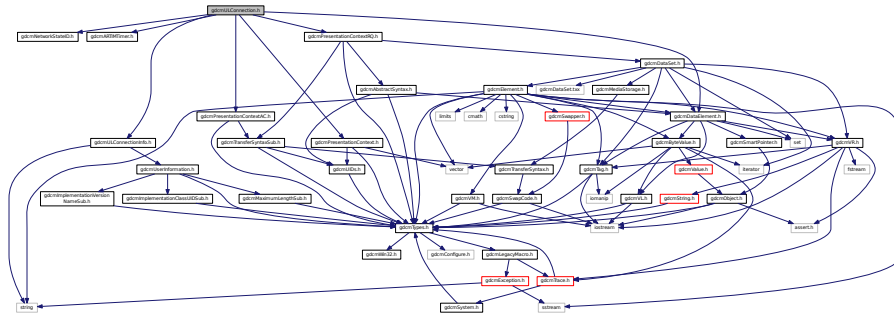 gdcmULConnection.h
gdcmNetworkStateID.h
gdcmARTIMTimer.h
gdcmPresentationContextRQ.h
gdcmDataSet.h
gdcmAbstractSyntax.h
gdcmElement.h
gdcmDataSet.txx
gdcmMediaStorage.h
gdcmPresentationContextAC.h
limits
cmath
cstring
gdcmSwapper.h
gdcmDataElement.h
gdcmULConnectionInfo.h
gdcmTransferSyntaxSub.h
gdcmPresentationContext.h
gdcmByteValue.h
gdcmSmartPointer.h
set
gdcmVR.h
gdcmUserInformation.h
gdcmUIDs.h
vector
gdcmTransferSyntax.h
gdcmTag.h
gdcmValue.h
iterator
fstream
gdcmImplementationVersion
NameSub.h
gdcmImplementationClassUIDSub.h
gdcmMaximumLengthSub.h
gdcmVM.h
gdcmSwapCode.h
iomanip
gdcmVL.h
gdcmString.h
gdcmObject.h
gdcmTypes.h
iostream
assert.h
gdcmWin32.h
gdcmConfigure.h
gdcmLegacyMacro.h
gdcmException.h
gdcmTrace.h
string
gdcmSystem.h
sstream